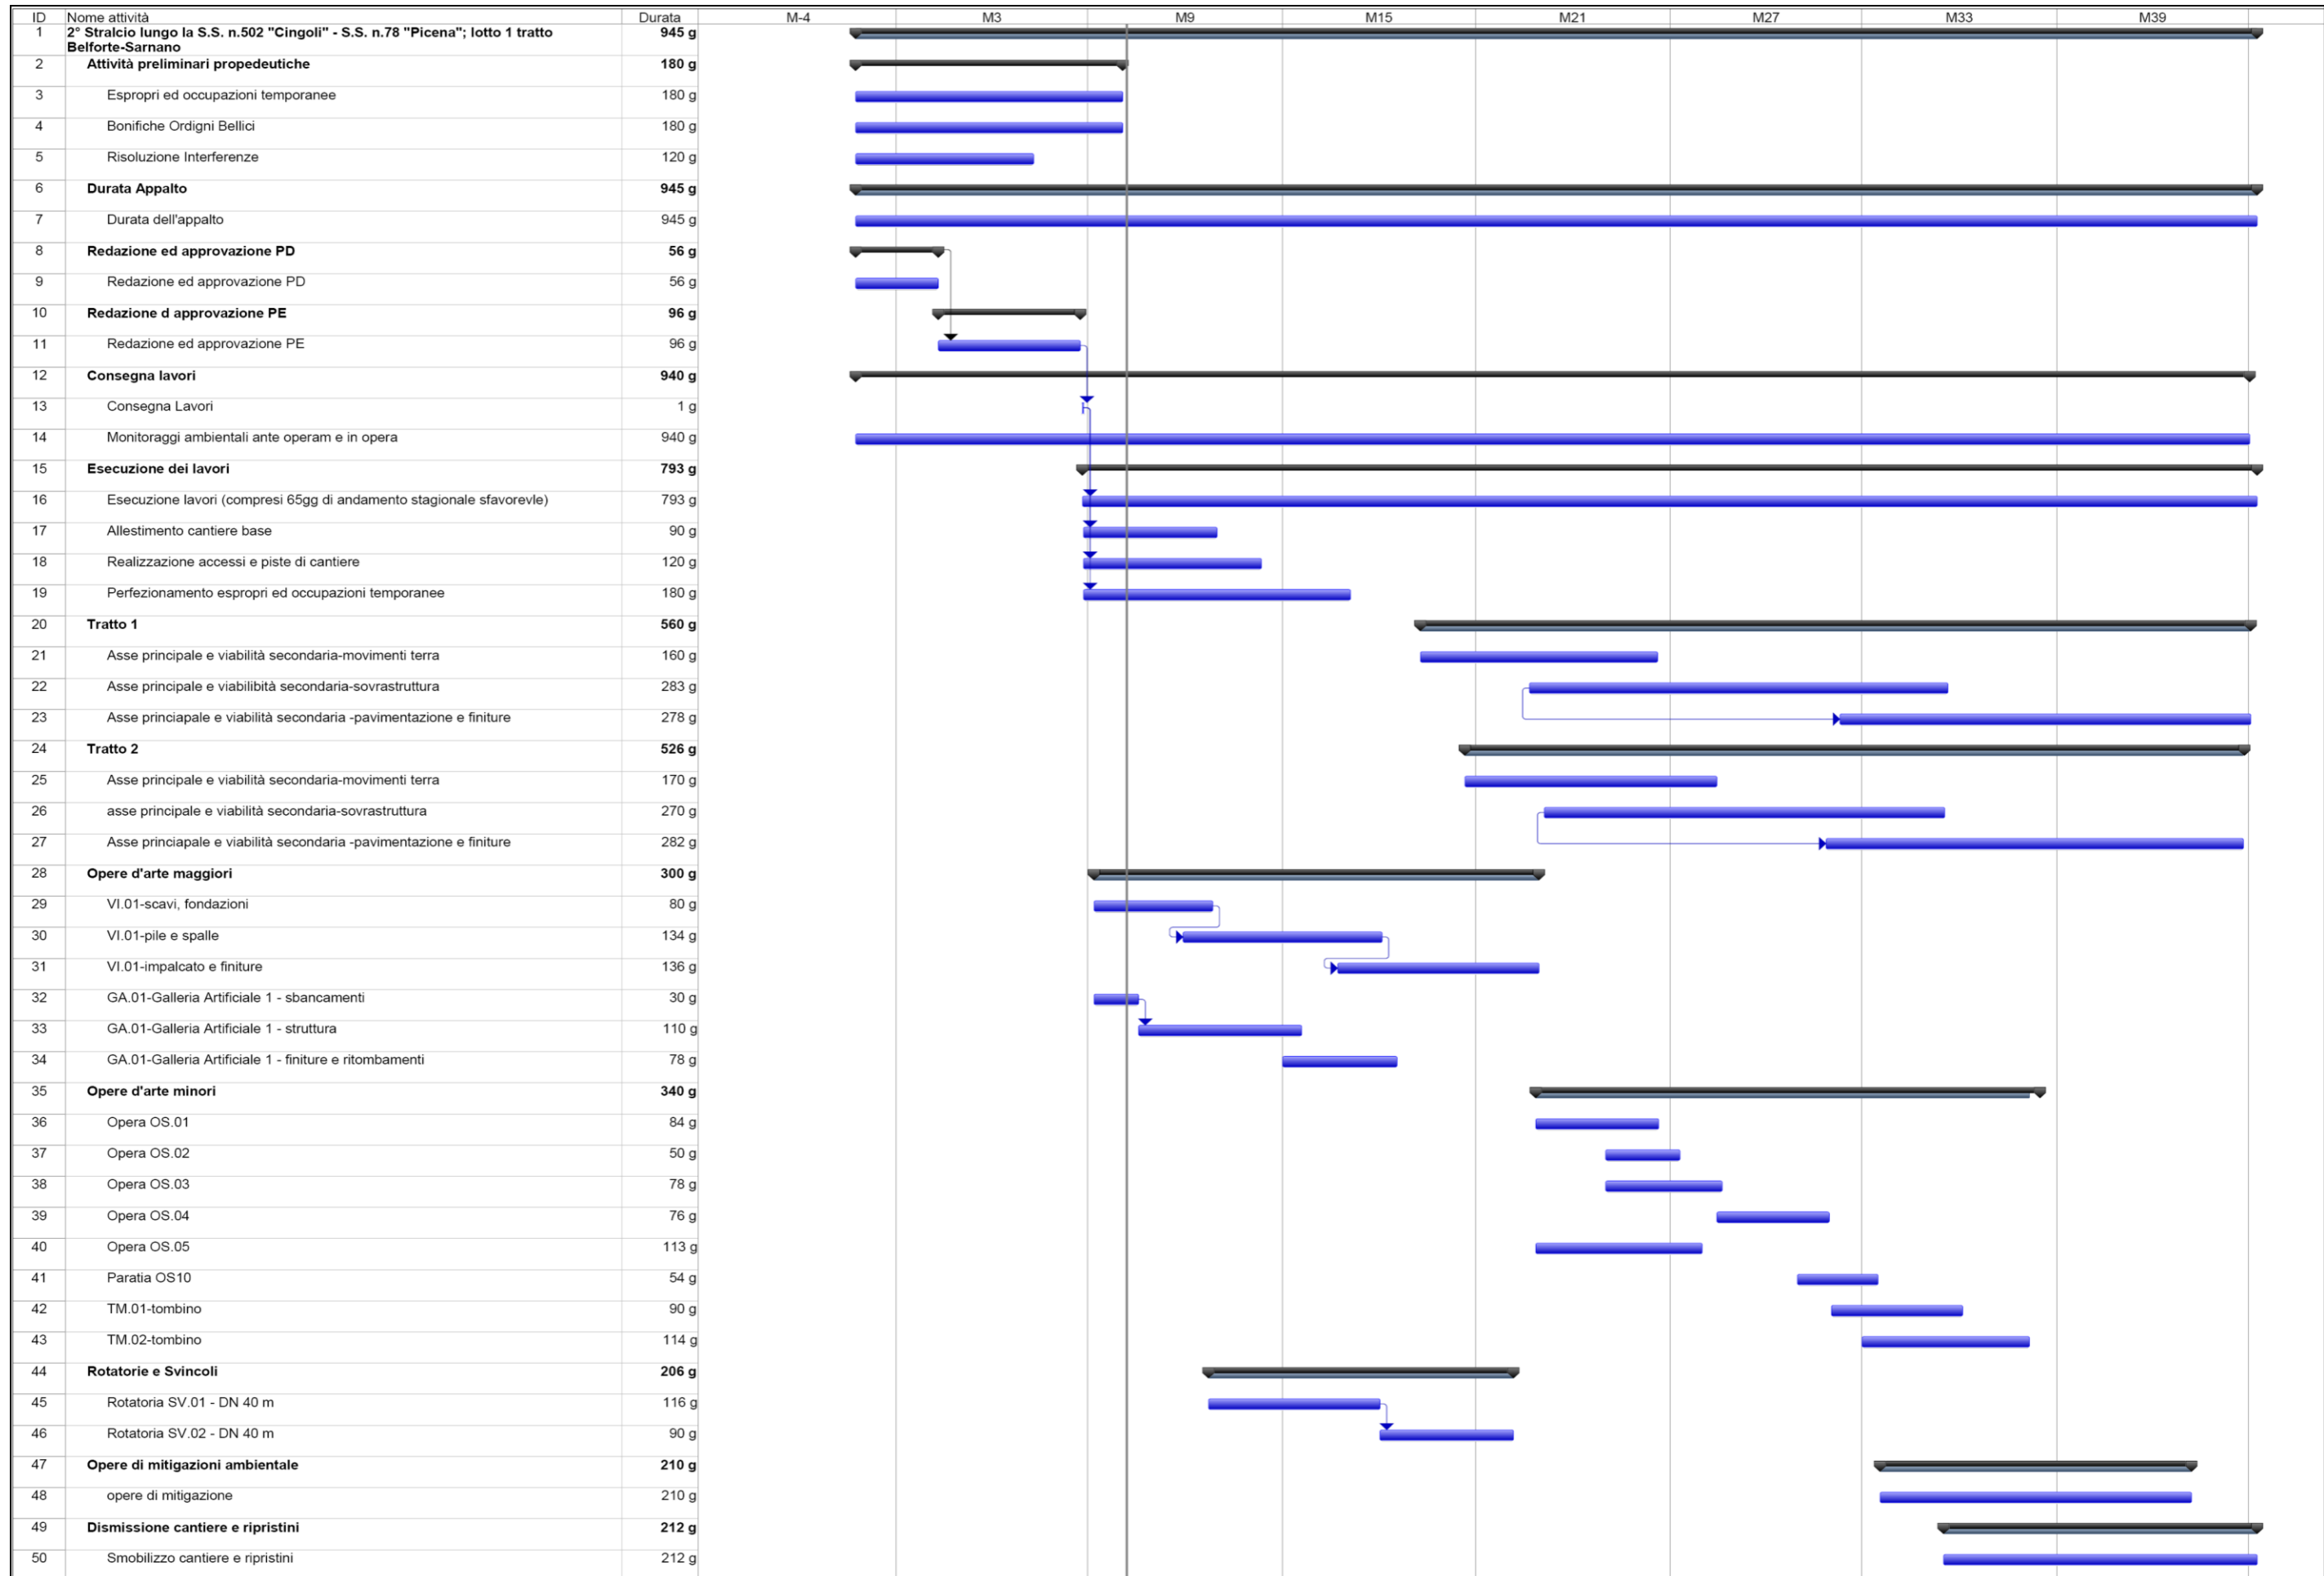 ID Nome attività Durata M-4 M3 M9 M15 M21 M27 M33 M39
1 2° Stralcio lungo la S.S. n.502 "Cingoli" - S.S. n.78 "Picena"; lotto 1 tratto 945 g
Belforte-Sarnano
2 Attività preliminari propedeutiche 180 g
3 Espropri ed occupazioni temporanee 180 g
4 Bonifiche Ordigni Bellici 180 g
5 Risoluzione Interferenze 120 g
6 Durata Appalto 945 g
7 Durata dell'appalto 945 g
8 Redazione ed approvazione PD 56 g
9 Redazione ed approvazione PD 56 g
10 Redazione d approvazione PE 96 g
11 Redazione ed approvazione PE 96 g
12 Consegna lavori 940 g
13 Consegna Lavori 1 g
14 Monitoraggi ambientali ante operam e in opera 940 g
15 Esecuzione dei lavori 793 g
16 Esecuzione lavori (compresi 65gg di andamento stagionale sfavorevle) 793 g
17 Allestimento cantiere base 90 g
18 Realizzazione accessi e piste di cantiere 120 g
19 Perfezionamento espropri ed occupazioni temporanee 180 g
20 Tratto 1 560 g
21 Asse principale e viabilità secondaria-movimenti terra 160 g
22 Asse principale e viabilibità secondaria-sovrastruttura 283 g
23 Asse princiapale e viabilità secondaria -pavimentazione e finiture 278 g
24 Tratto 2 526 g
25 Asse principale e viabilità secondaria-movimenti terra 170 g
26 asse principale e viabilità secondaria-sovrastruttura 270 g
27 Asse princiapale e viabilità secondaria -pavimentazione e finiture 282 g
28 Opere d'arte maggiori 300 g
29 VI.01-scavi, fondazioni 80 g
30 VI.01-pile e spalle 134 g
31 VI.01-impalcato e finiture 136 g
32 GA.01-Galleria Artificiale 1 - sbancamenti 30 g
33 GA.01-Galleria Artificiale 1 - struttura 110 g
34 GA.01-Galleria Artificiale 1 - finiture e ritombamenti 78 g
35 Opere d'arte minori 340 g
36 Opera OS.01 84 g
37 Opera OS.02 50 g
38 Opera OS.03 78 g
39 Opera OS.04 76 g
40 Opera OS.05 113 g
41 Paratia OS10 54 g
42 TM.01-tombino 90 g
43 TM.02-tombino 114 g
44 Rotatorie e Svincoli 206 g
45 Rotatoria SV.01 - DN 40 m 116 g
46 Rotatoria SV.02 - DN 40 m 90 g
47 Opere di mitigazioni ambientale 210 g
48 opere di mitigazione 210 g
49 Dismissione cantiere e ripristini 212 g
50 Smobilizzo cantiere e ripristini 212 g